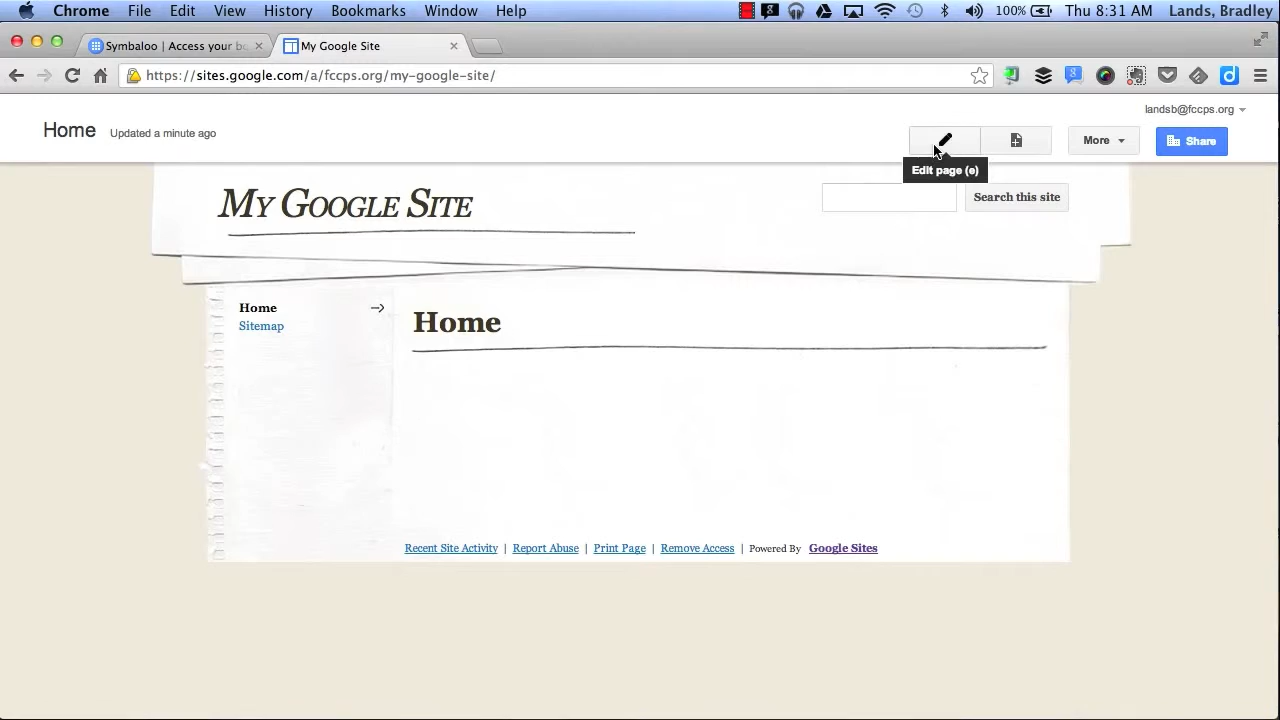 Chrome File Edit View History Bookmarks Window Help 100% Thu 8:31 AM Lands, Bradley
Symbaloo | Access your bo
My Google Site
https://sites.google.com/a/fccps.org/my-google-site/
landsb@fccps.org
Home Updated a minute ago
More Share
Edit page (e)
My Google Site
Search this site
Home
Sitemap
Home
Recent Site Activity | Report Abuse | Print Page | Remove Access | Powered By Google Sites